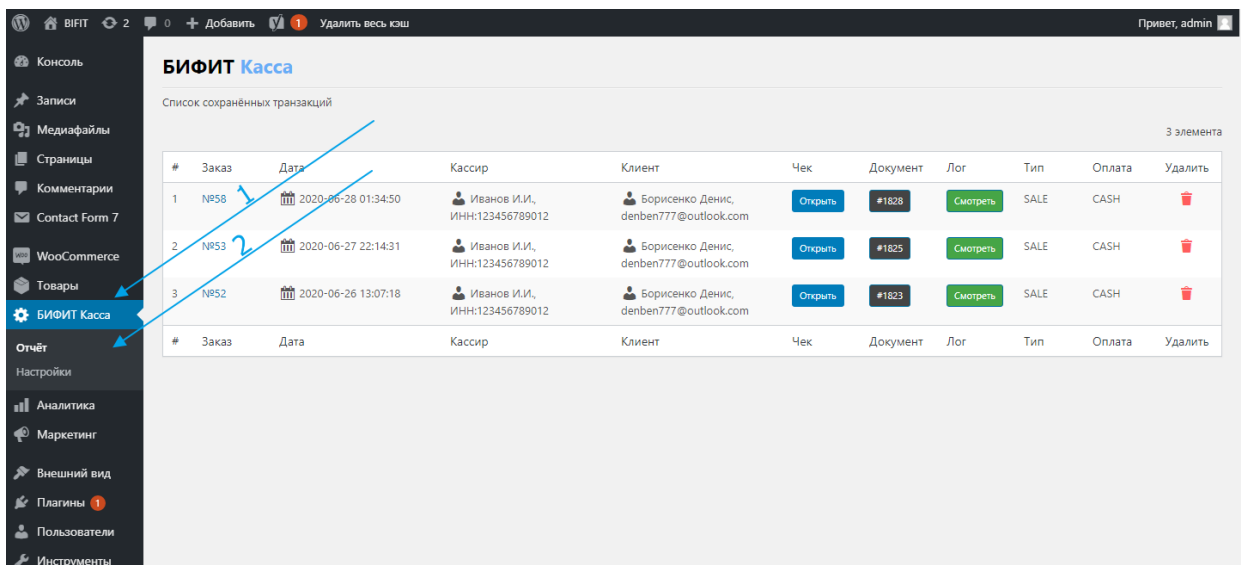 BIFIT 2 0 + Добавить 1 Удалить весь кэш Привет, admin
Консоль
Записи
Медиафайлы
Страницы
Комментарии
Contact Form 7
WooCommerce
Товары
БИФИТ Касса
Отчёт
Настройки
Аналитика
Маркетинг
Внешний вид
Плагины 1
Пользователи
Инструменты
БИФИТ Касса
Список сохранённых транзакций
3 элемента
# Заказ Дата Кассир Клиент Чек Документ Лог Тип Оплата Удалить
1 №58 2020-06-28 01:34:50 Иванов И.И., Борисенко Денис, Открыть #1828 Смотреть SALE CASH
ИНН:123456789012 denben777@outlook.com
2 №53 2020-06-27 22:14:31 Иванов И.И., Борисенко Денис, Открыть #1825 Смотреть SALE CASH
ИНН:123456789012 denben777@outlook.com
3 №52 2020-06-26 13:07:18 Иванов И.И., Борисенко Денис, Открыть #1823 Смотреть SALE CASH
ИНН:123456789012 denben777@outlook.com
# Заказ Дата Кассир Клиент Чек Документ Лог Тип Оплата Удалить
1
2